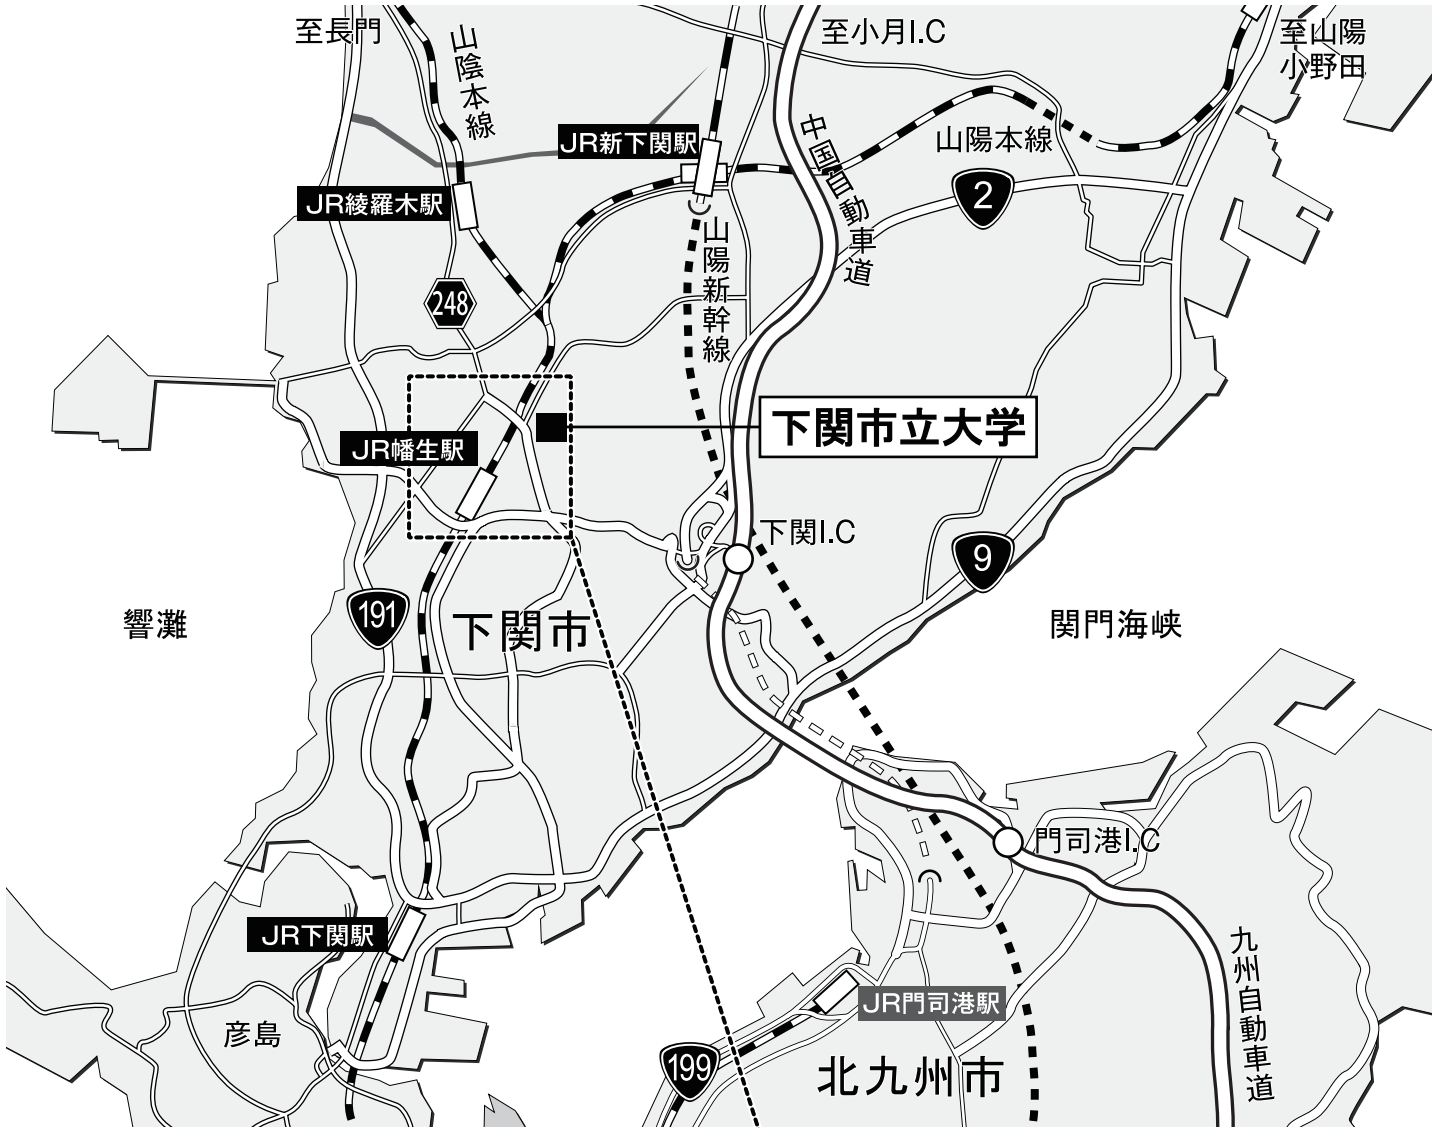 至長門
山陰本線
至小月I.C
至山陽
小野田
JR新下関駅
中国自動車道
山陽本線
2
JR綾羅木駅
山陽新幹線
248
下関市立大学
JR幡生駅
下関I.C
9
191
下関市
響灘
関門海峡
門司港I.C
JR下関駅
九州自動車道
JR門司港駅
彦島
199
北九州市